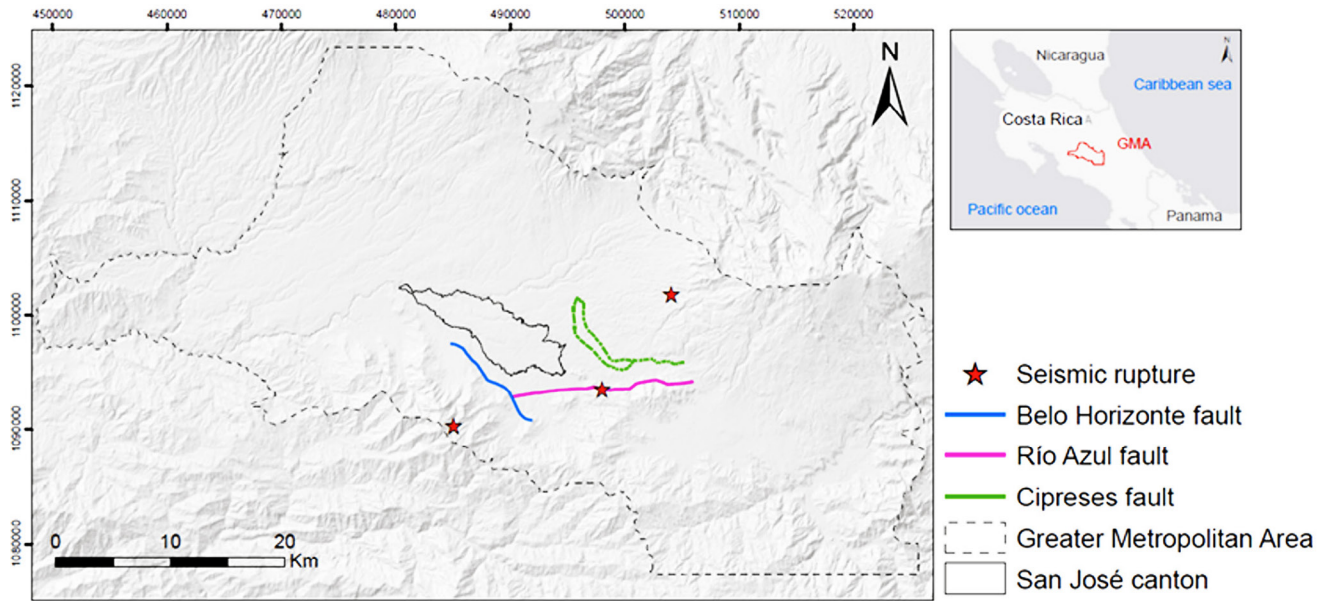 450000 460000 470000 480000 490000 500000 510000 520000
1120000
1110000
1100000
1090000
1080000
N
0 10 20
Km
N
Nicaragua
Caribbean sea
Costa Rica
GMA
Pacific ocean
Panama
Seismic rupture
Belo Horizonte fault
Río Azul fault
Cipreses fault
Greater Metropolitan Area
San José canton